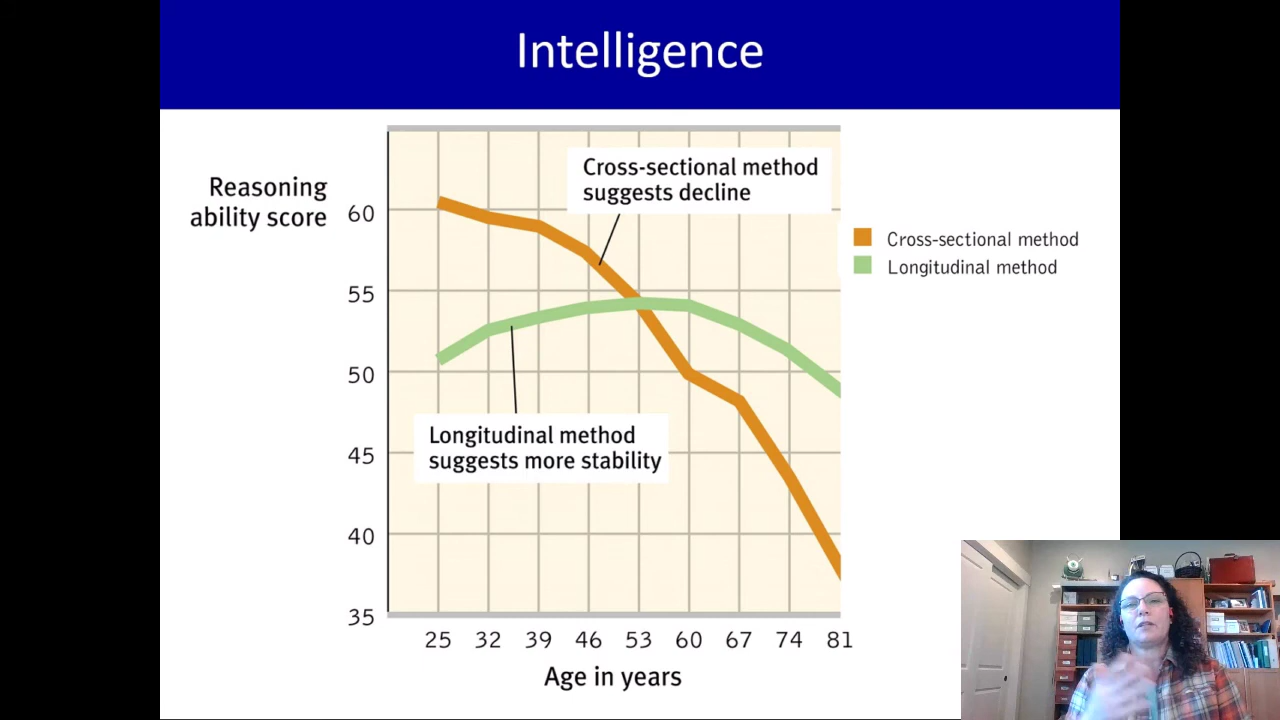 Intelligence
Reasoning
ability score
Cross-sectional method
suggests decline
60
55
50
45
40
35
Cross-sectional method
Longitudinal method
Longitudinal method
suggests more stability
25 32 39 46 53 60 67 74 81
Age in years